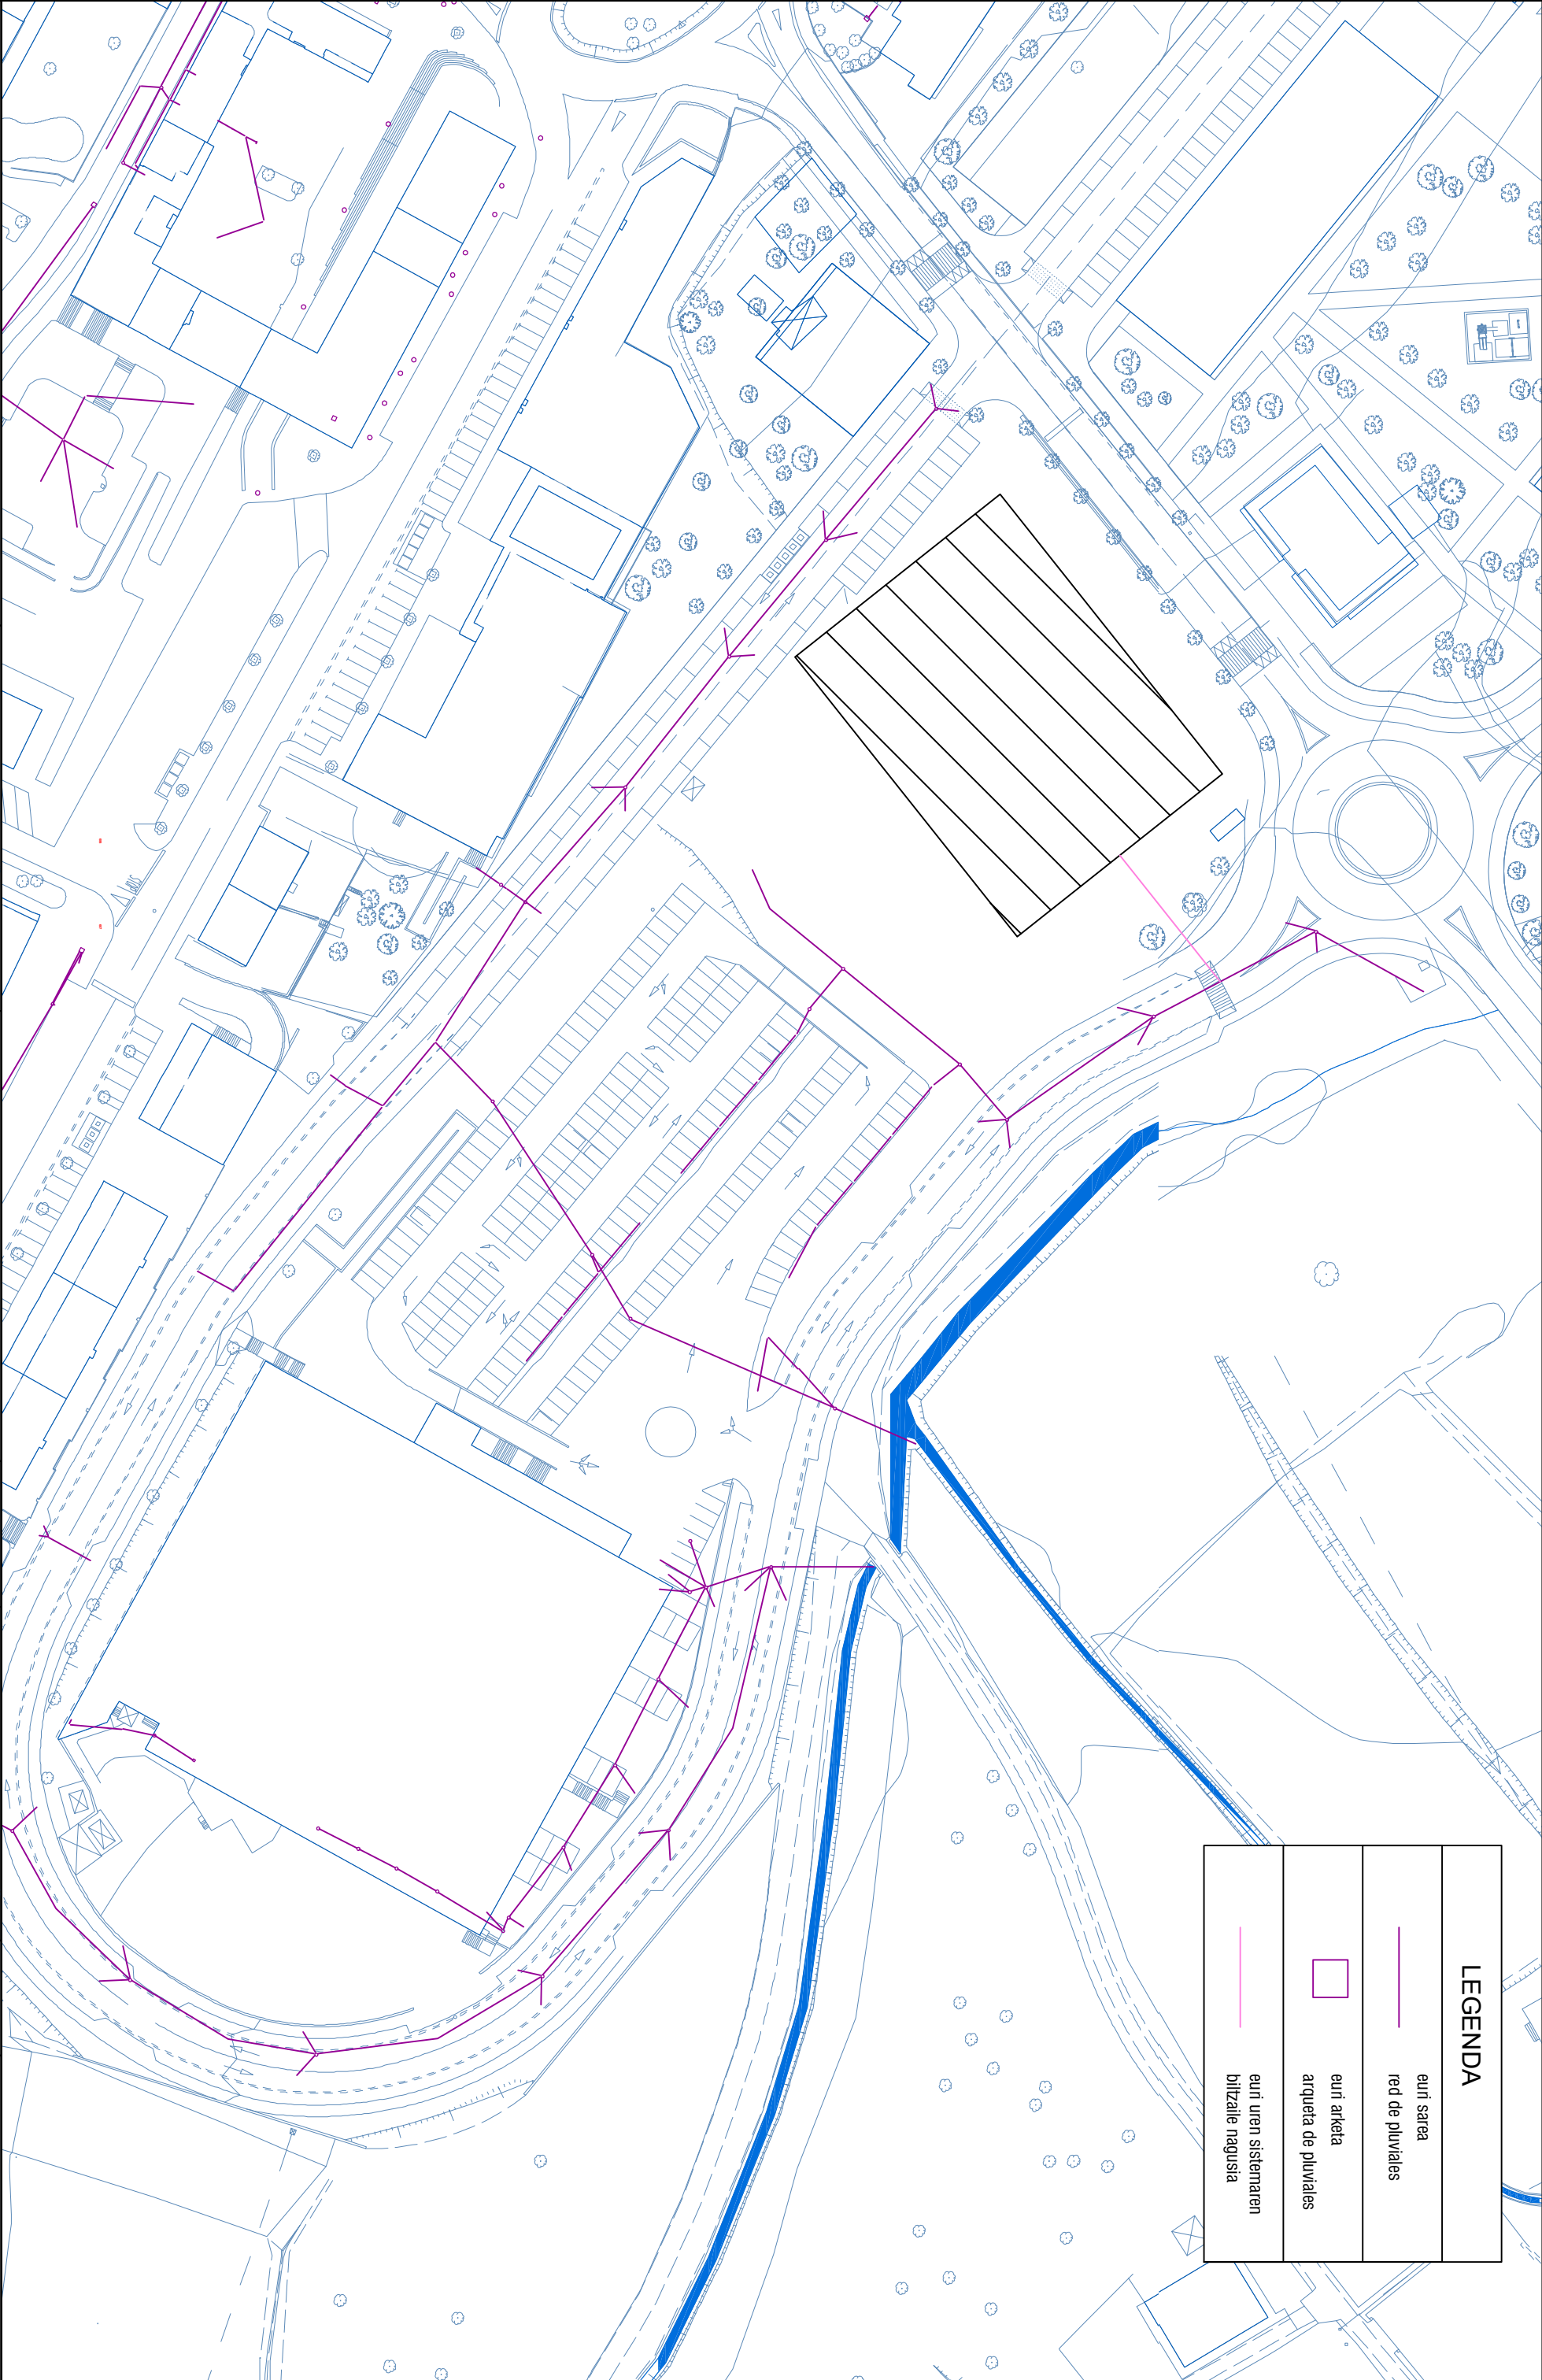 LEGENDA
euri sarea
red de pluviales
euri arketa
arqueta de pluviales
euri uren sistemaren
biltzaile nagusia